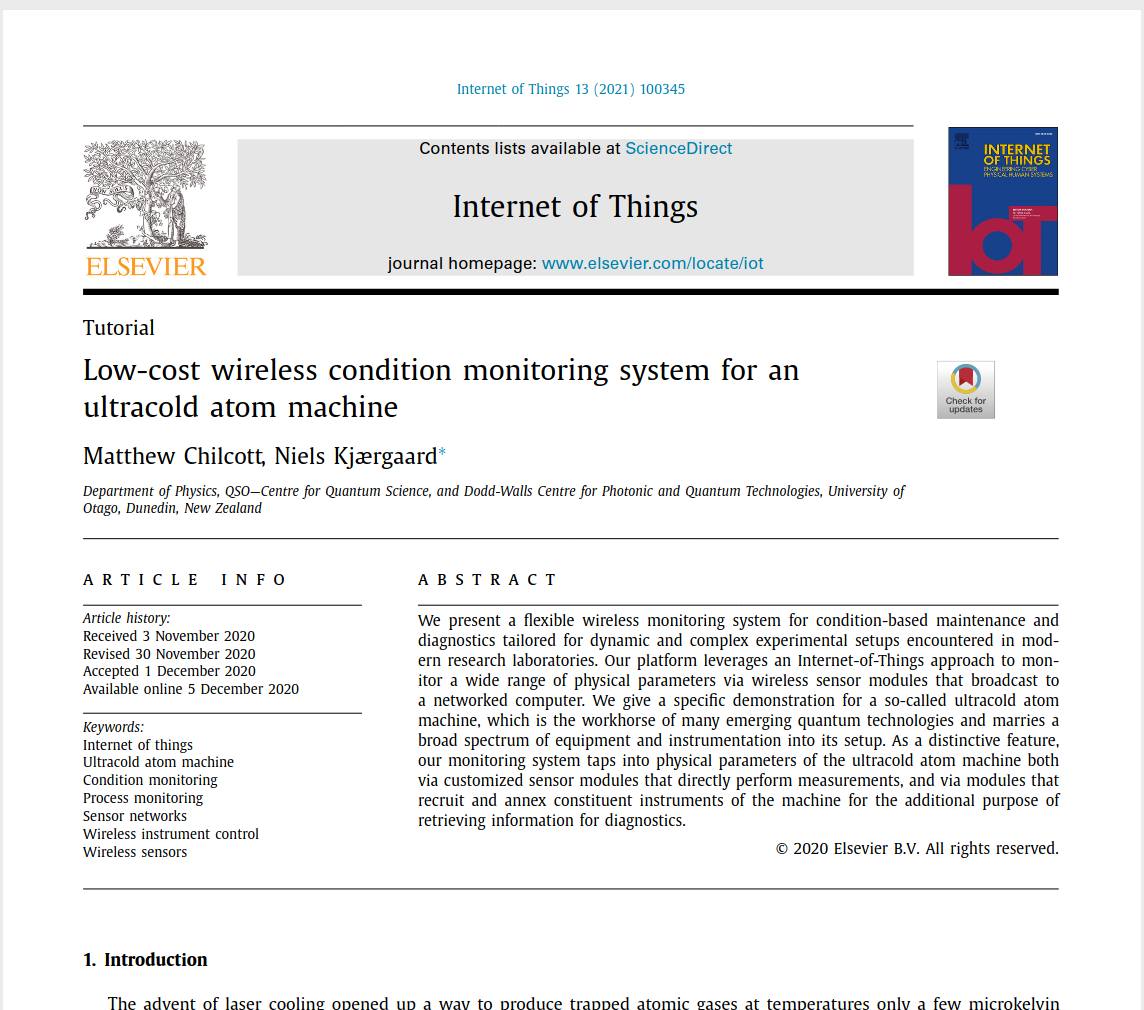 Internet of Things 13 (2021) 100345
Contents lists available at ScienceDirect
Internet of Things
journal homepage: www.elsevier.com/locate/iot
ELSEVIER
INTERNET
OF THINGS
ENGINEERING CYBER
PHYSICAL HUMAN SYSTEMS
IoT
Tutorial
Low-cost wireless condition monitoring system for an
ultracold atom machine
Check for
updates
Matthew Chilcott, Niels Kjærgaard*
Department of Physics, QSO—Centre for Quantum Science, and Dodd-Walls Centre for Photonic and Quantum Technologies, University of
Otago, Dunedin, New Zealand
ARTICLE INFO
Article history:
Received 3 November 2020
Revised 30 November 2020
Accepted 1 December 2020
Available online 5 December 2020
Keywords:
Internet of things
Ultracold atom machine
Condition monitoring
Process monitoring
Sensor networks
Wireless instrument control
Wireless sensors
ABSTRACT
We present a flexible wireless monitoring system for condition-based maintenance and
diagnostics tailored for dynamic and complex experimental setups encountered in mod-
ern research laboratories. Our platform leverages an Internet-of-Things approach to mon-
itor a wide range of physical parameters via wireless sensor modules that broadcast to
a networked computer. We give a specific demonstration for a so-called ultracold atom
machine, which is the workhorse of many emerging quantum technologies and marries a
broad spectrum of equipment and instrumentation into its setup. As a distinctive feature,
our monitoring system taps into physical parameters of the ultracold atom machine both
via customized sensor modules that directly perform measurements, and via modules that
recruit and annex constituent instruments of the machine for the additional purpose of
retrieving information for diagnostics.
© 2020 Elsevier B.V. All rights reserved.
1. Introduction
The advent of laser cooling opened up a way to produce trapped atomic gases at temperatures only a few microkelvin